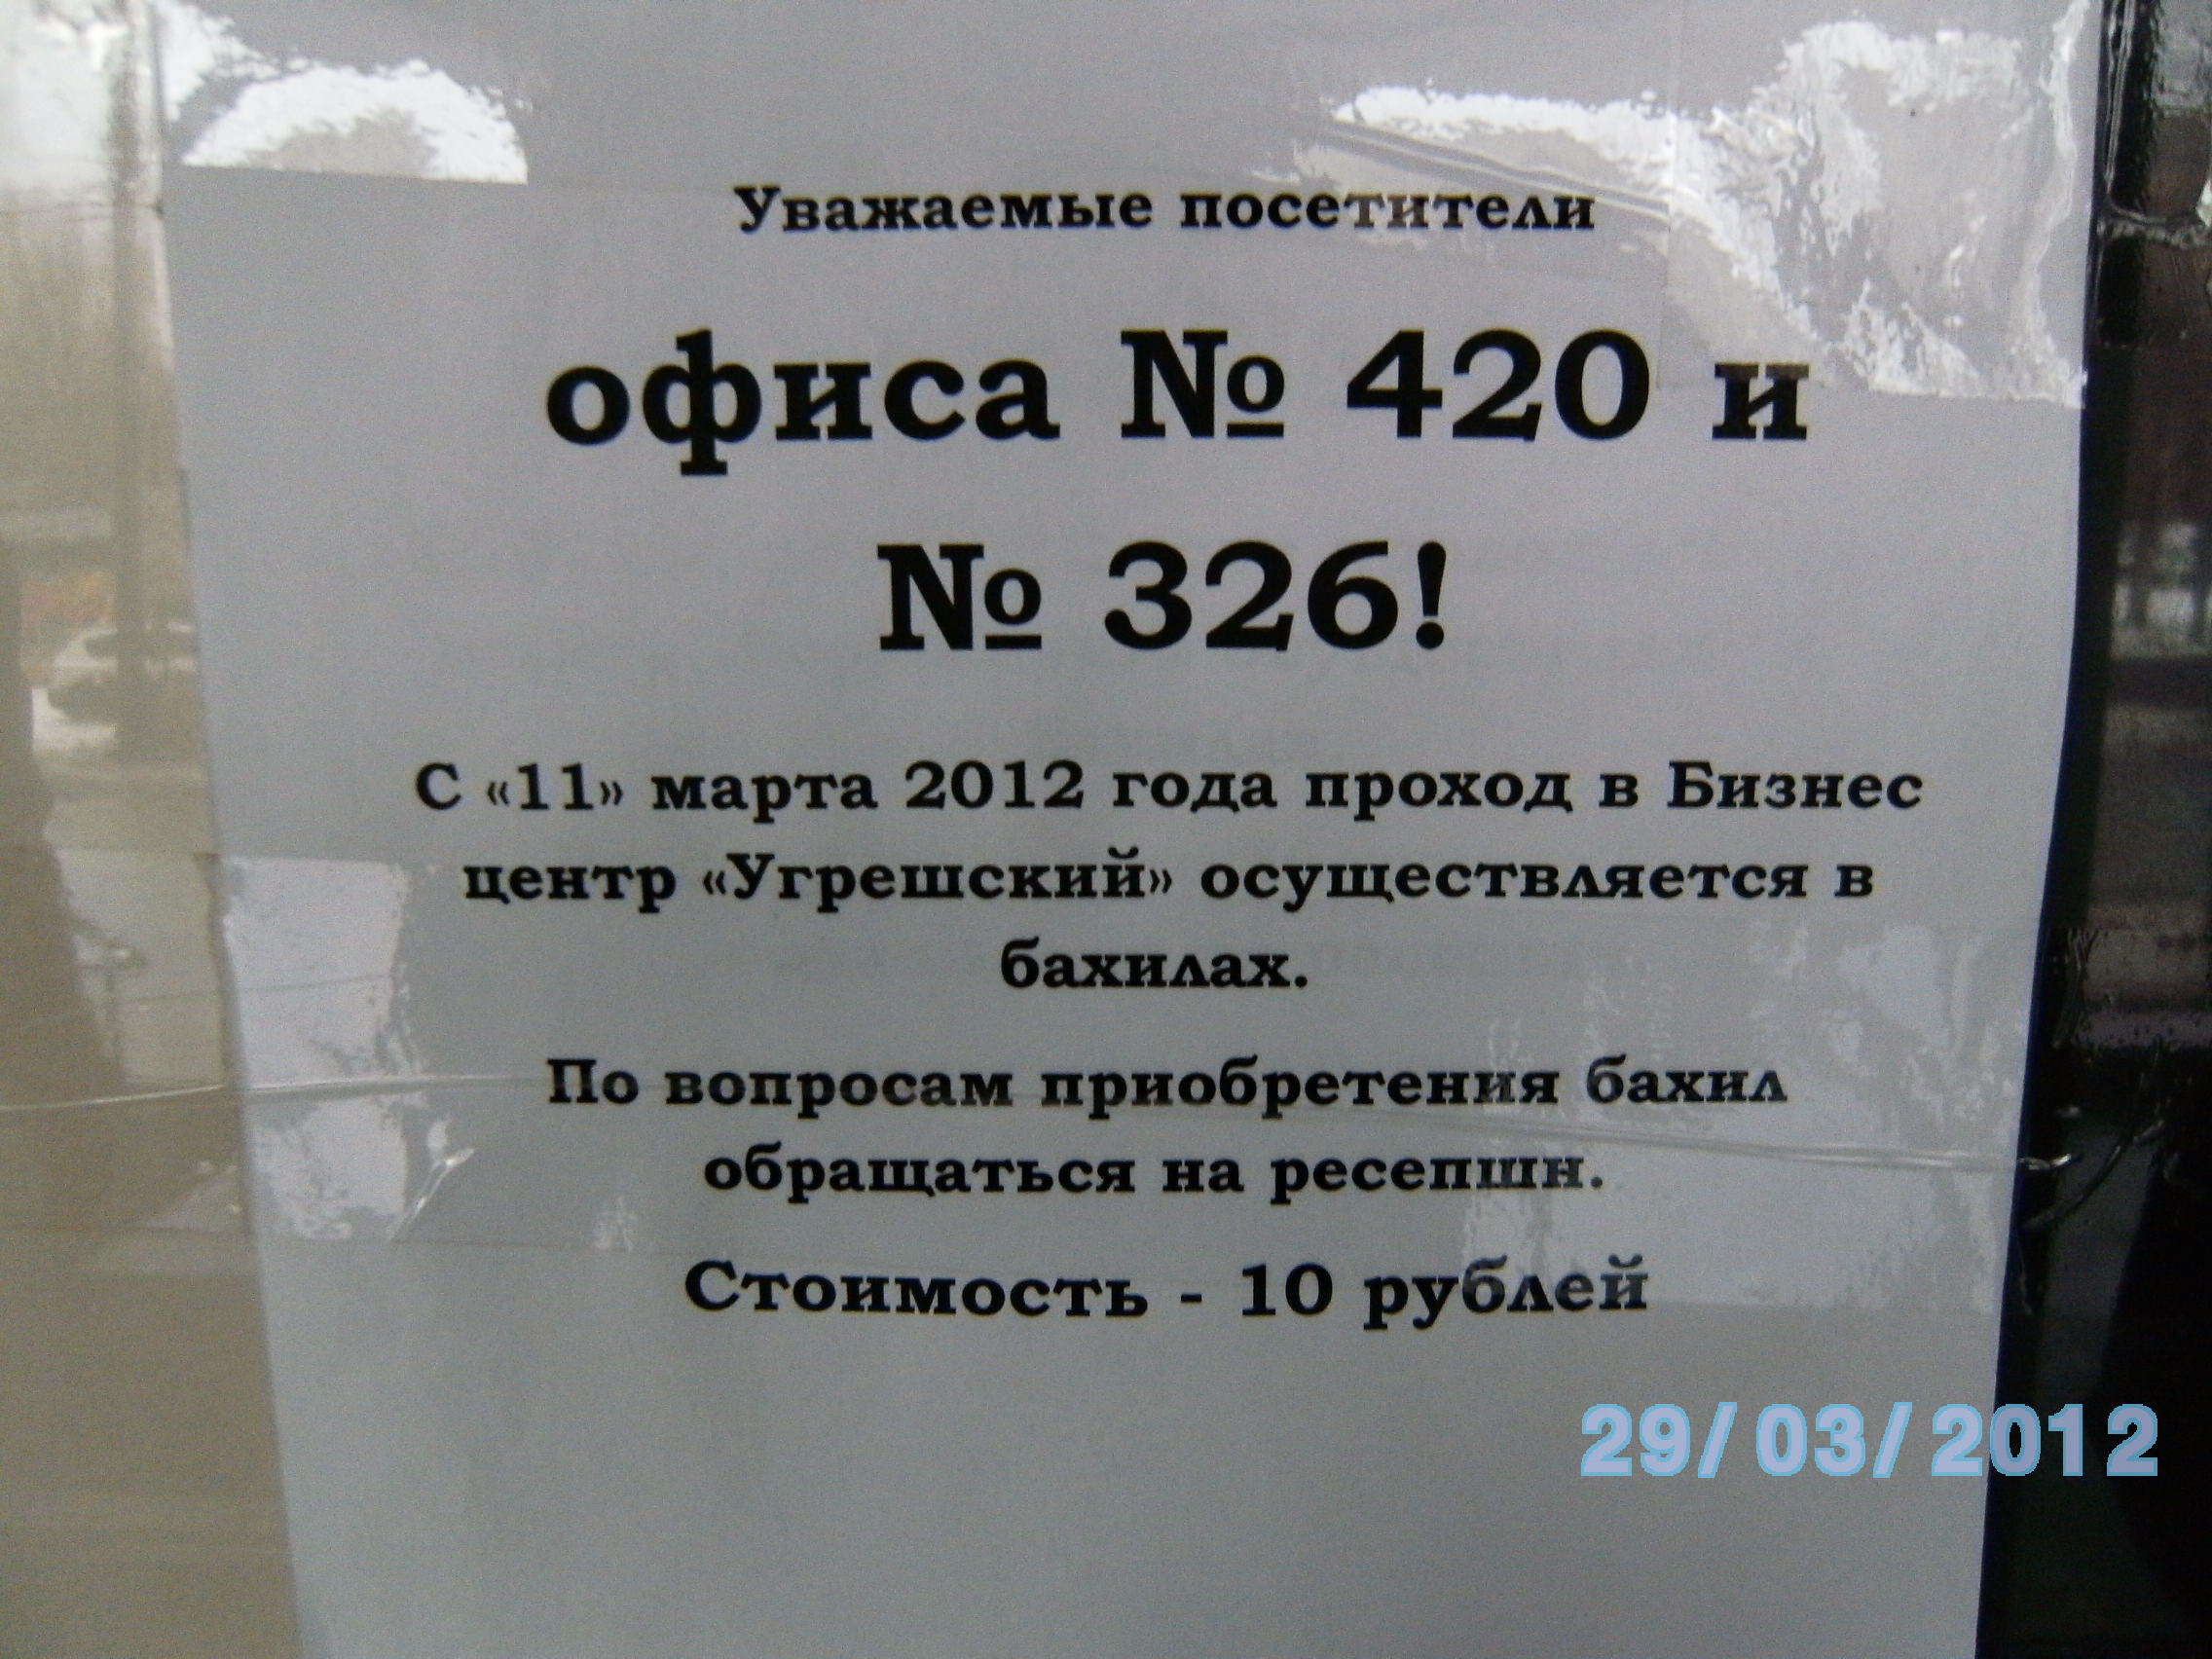 Уважаемые посетители
офиса № 420 и
№ 326!
С «11» марта 2012 года проход в Бизнес
центр «Угрешский» осуществляется в
бахилах.
По вопросам приобретения бахил
обращаться на ресепшн.
Стоимость - 10 рублей
29/03/2012